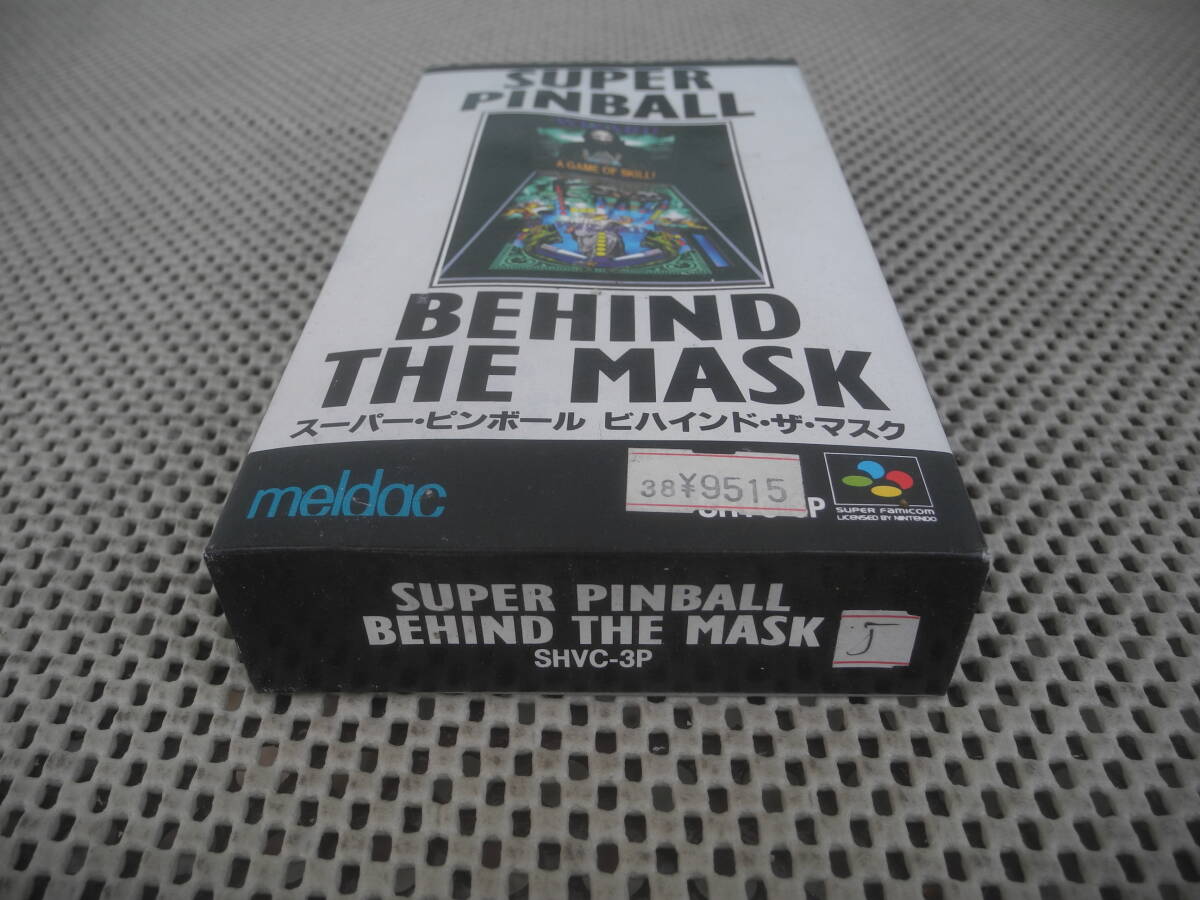 SUPER
PINBALL
A GAME OF SKILL!
BEHIND
THE MASK
スーパー・ピンボール ビハインド・ザ・マスク
meldac
38¥9515
SUPER FAMICOM
LICENSED BY NINTENDO
SUPER PINBALL
BEHIND THE MASK
SHVC-3P
J